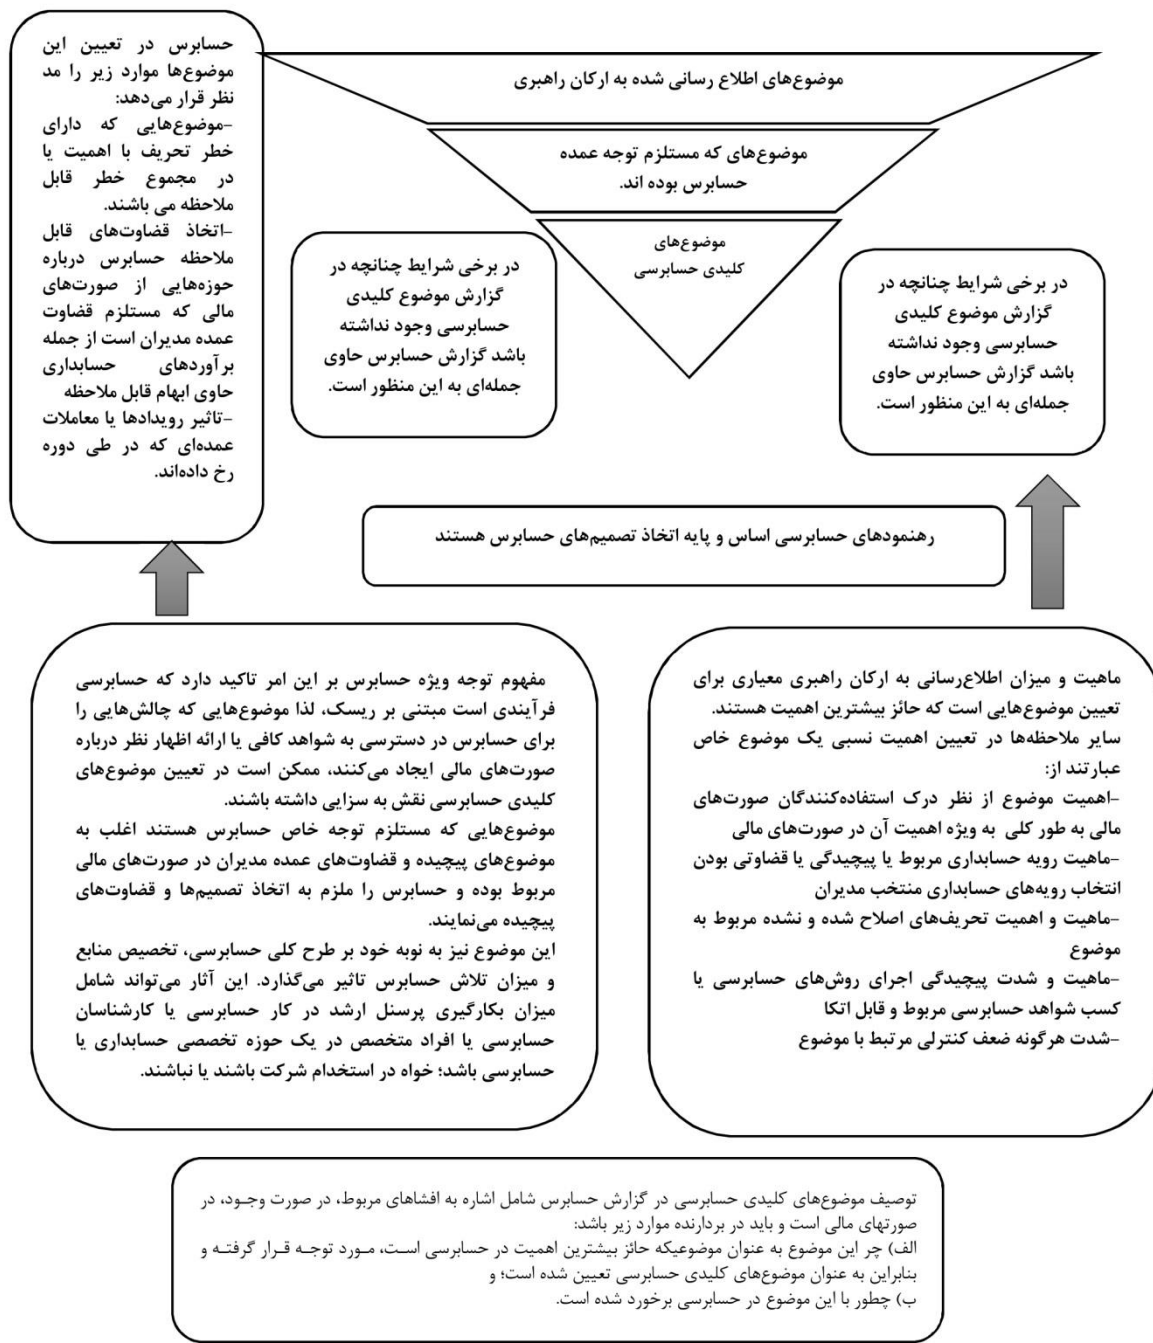 حسابرس در تعیین این
موضوع‌ها موارد زیر را مد
نظر قرار می‌دهد:
-موضوع‌هایی که دارای
خطر تحریف با اهمیت یا
در مجموع خطر قابل
ملاحظه می باشند.
-اتخاذ قضاوت‌های قابل
ملاحظه حسابرس درباره
حوزه‌هایی از صورت‌های
مالی که مستلزم قضاوت
عمده مدیران است از جمله
برآوردهای حسابداری
حاوی ابهام قابل ملاحظه
-تاثیر رویدادها یا معاملات
عمده‌ای که در طی دوره
رخ داده‌اند.
موضوع‌های اطلاع رسانی شده به ارکان راهبری
موضوع‌های که مستلزم توجه عمده
حسابرس بوده اند.
موضوع‌های
کلیدی حسابرسی
در برخی شرایط چنانچه در
گزارش موضوع کلیدی
حسابرسی وجود نداشته
باشد گزارش حسابرس حاوی
جمله‌ای به این منظور است.
در برخی شرایط چنانچه در
گزارش موضوع کلیدی
حسابرسی وجود نداشته
باشد گزارش حسابرس حاوی
جمله‌ای به این منظور است.
رهنمودهای حسابرسی اساس و پایه اتخاذ تصمیم‌های حسابرس هستند
مفهوم توجه ویژه حسابرس بر این امر تاکید دارد که حسابرسی
فرآیندی است مبتنی بر ریسک، لذا موضوع‌هایی که چالش‌هایی را
برای حسابرس در دسترسی به شواهد کافی یا ارائه اظهار نظر درباره
صورت‌های مالی ایجاد می‌کنند، ممکن است در تعیین موضوع‌های
کلیدی حسابرسی نقش به سزایی داشته باشند.
موضوع‌هایی که مستلزم توجه خاص حسابرس هستند اغلب به
موضوع‌های پیچیده و قضاوت‌های عمده مدیران در صورت‌های مالی
مربوط بوده و حسابرس را ملزم به اتخاذ تصمیم‌ها و قضاوت‌های
پیچیده می‌نمایند.
این موضوع نیز به نوبه خود بر طرح کلی حسابرسی، تخصیص منابع
و میزان تلاش حسابرس تاثیر می‌گذارد. این آثار می‌تواند شامل
میزان بکارگیری پرسنل ارشد در کار حسابرسی یا کارشناسان
حسابرسی یا افراد متخصص در یک حوزه تخصصی حسابداری یا
حسابرسی باشد؛ خواه در استخدام شرکت باشند یا نباشند.
ماهیت و میزان اطلاع‌رسانی به ارکان راهبری معیاری برای
تعیین موضوع‌هایی است که حائز بیشترین اهمیت هستند.
سایر ملاحظه‌ها در تعیین اهمیت نسبی یک موضوع خاص
عبارتند از:
-اهمیت موضوع از نظر درک استفاده‌کنندگان صورت‌های
مالی به طور کلی به ویژه اهمیت آن در صورت‌های مالی
-ماهیت رویه حسابداری مربوط یا پیچیدگی یا قضاوتی بودن
انتخاب رویه‌های حسابداری منتخب مدیران
-ماهیت و اهمیت تحریف‌های اصلاح شده و نشده مربوط به
موضوع
-ماهیت و شدت پیچیدگی اجرای روش‌های حسابرسی یا
کسب شواهد حسابرسی مربوط و قابل اتکا
-شدت هرگونه ضعف کنترلی مرتبط با موضوع
توصیف موضوع‌های کلیدی حسابرسی در گزارش حسابرس شامل اشاره به افشاهای مربوط، در صورت وجـود، در
صورتهای مالی است و باید در بردارنده موارد زیر باشد:
الف) چر این موضوع به عنوان موضوعیکه حائز بیشترین اهمیت در حسابرسی اسـت، مـورد توجـه قـرار گرفتـه و
بنابراین به عنوان موضوع‌های کلیدی حسابرسی تعیین شده است؛ و
ب) چطور با این موضوع در حسابرسی برخورد شده است.